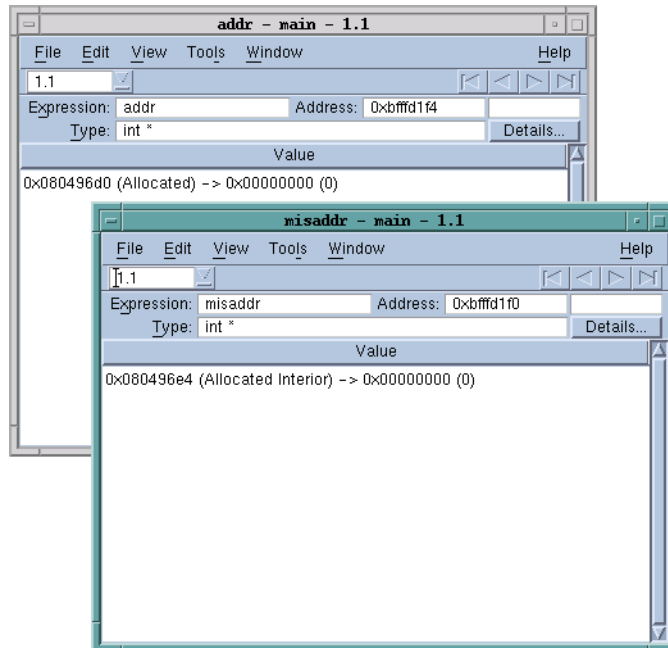 addr - main - 1.1
File Edit View Tools Window Help
1.1
Expression: addr Address: 0xbfffd1f4
Type: int * Details...
Value
0x080496d0 (Allocated) -> 0x00000000 (0)
misaddr - main - 1.1
File Edit View Tools Window Help
1.1
Expression: misaddr Address: 0xbfffd1f0
Type: int * Details...
Value
0x080496e4 (Allocated Interior) -> 0x00000000 (0)